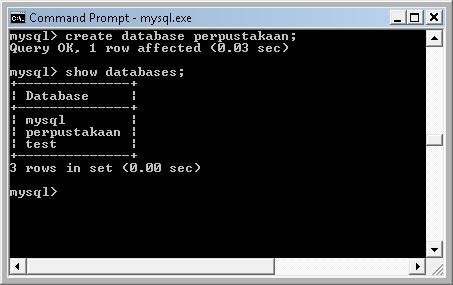 Command Prompt - mysql.exe
mysql> create database perpustakaan;
Query OK, 1 row affected (0.03 sec)
mysql> show databases;
+--------------+
| Database     |
+--------------+
| mysql        |
| perpustakaan |
| test         |
+--------------+
3 rows in set (0.00 sec)
mysql>